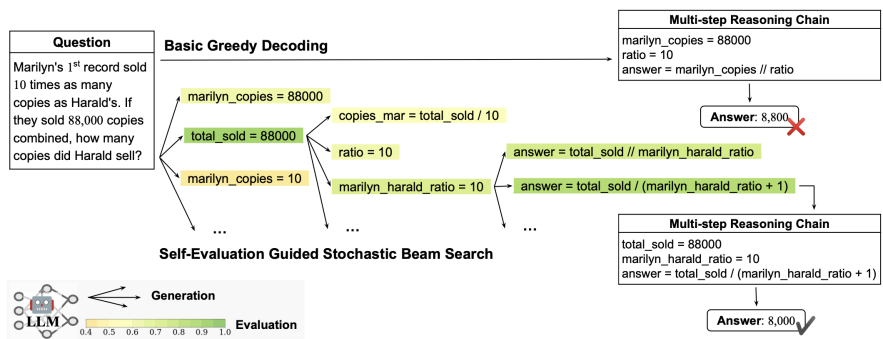 Question
Marilyn's 1st record sold
10 times as many
copies as Harald's. If
they sold 88,000 copies
combined, how many
copies did Harald sell?
Basic Greedy Decoding
Multi-step Reasoning Chain
marilyn_copies = 88000
ratio = 10
answer = marilyn_copies // ratio
Answer: 8,800
marilyn_copies = 88000
total_sold = 88000
marilyn_copies = 10
...
copies_mar = total_sold / 10
ratio = 10
marilyn_harald_ratio = 10
...
answer = total_sold // marilyn_harald_ratio
answer = total_sold / (marilyn_harald_ratio + 1)
...
Self-Evaluation Guided Stochastic Beam Search
Multi-step Reasoning Chain
total_sold = 88000
marilyn_harald_ratio = 10
answer = total_sold / (marilyn_harald_ratio + 1)
Answer: 8,000
LLM
Generation
Evaluation
0.4 0.5 0.6 0.7 0.8 0.9 1.0